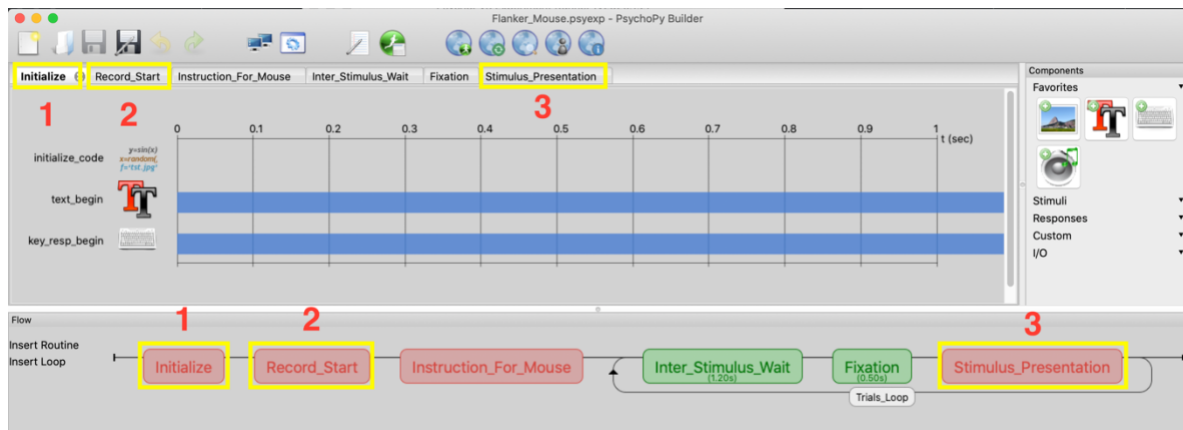 Flanker_Mouse.psyexp - PsychoPy Builder
Initialize Record_Start Instruction_For_Mouse Inter_Stimulus_Wait Fixation Stimulus_Presentation
1 2 3
0 0.1 0.2 0.3 0.4 0.5 0.6 0.7 0.8 0.9 1
t (sec)
initialize_code
y=sin(x)
x=random(,
f='tst.jpg'
text_begin
TT
key_resp_begin
Components
Favorites
TT
Stimuli
Responses
Custom
I/O
Flow
1 2 3
Insert Routine
Insert Loop
Initialize Record_Start Instruction_For_Mouse Inter_Stimulus_Wait Fixation Stimulus_Presentation
(1.20s) (0.50s)
Trials_Loop